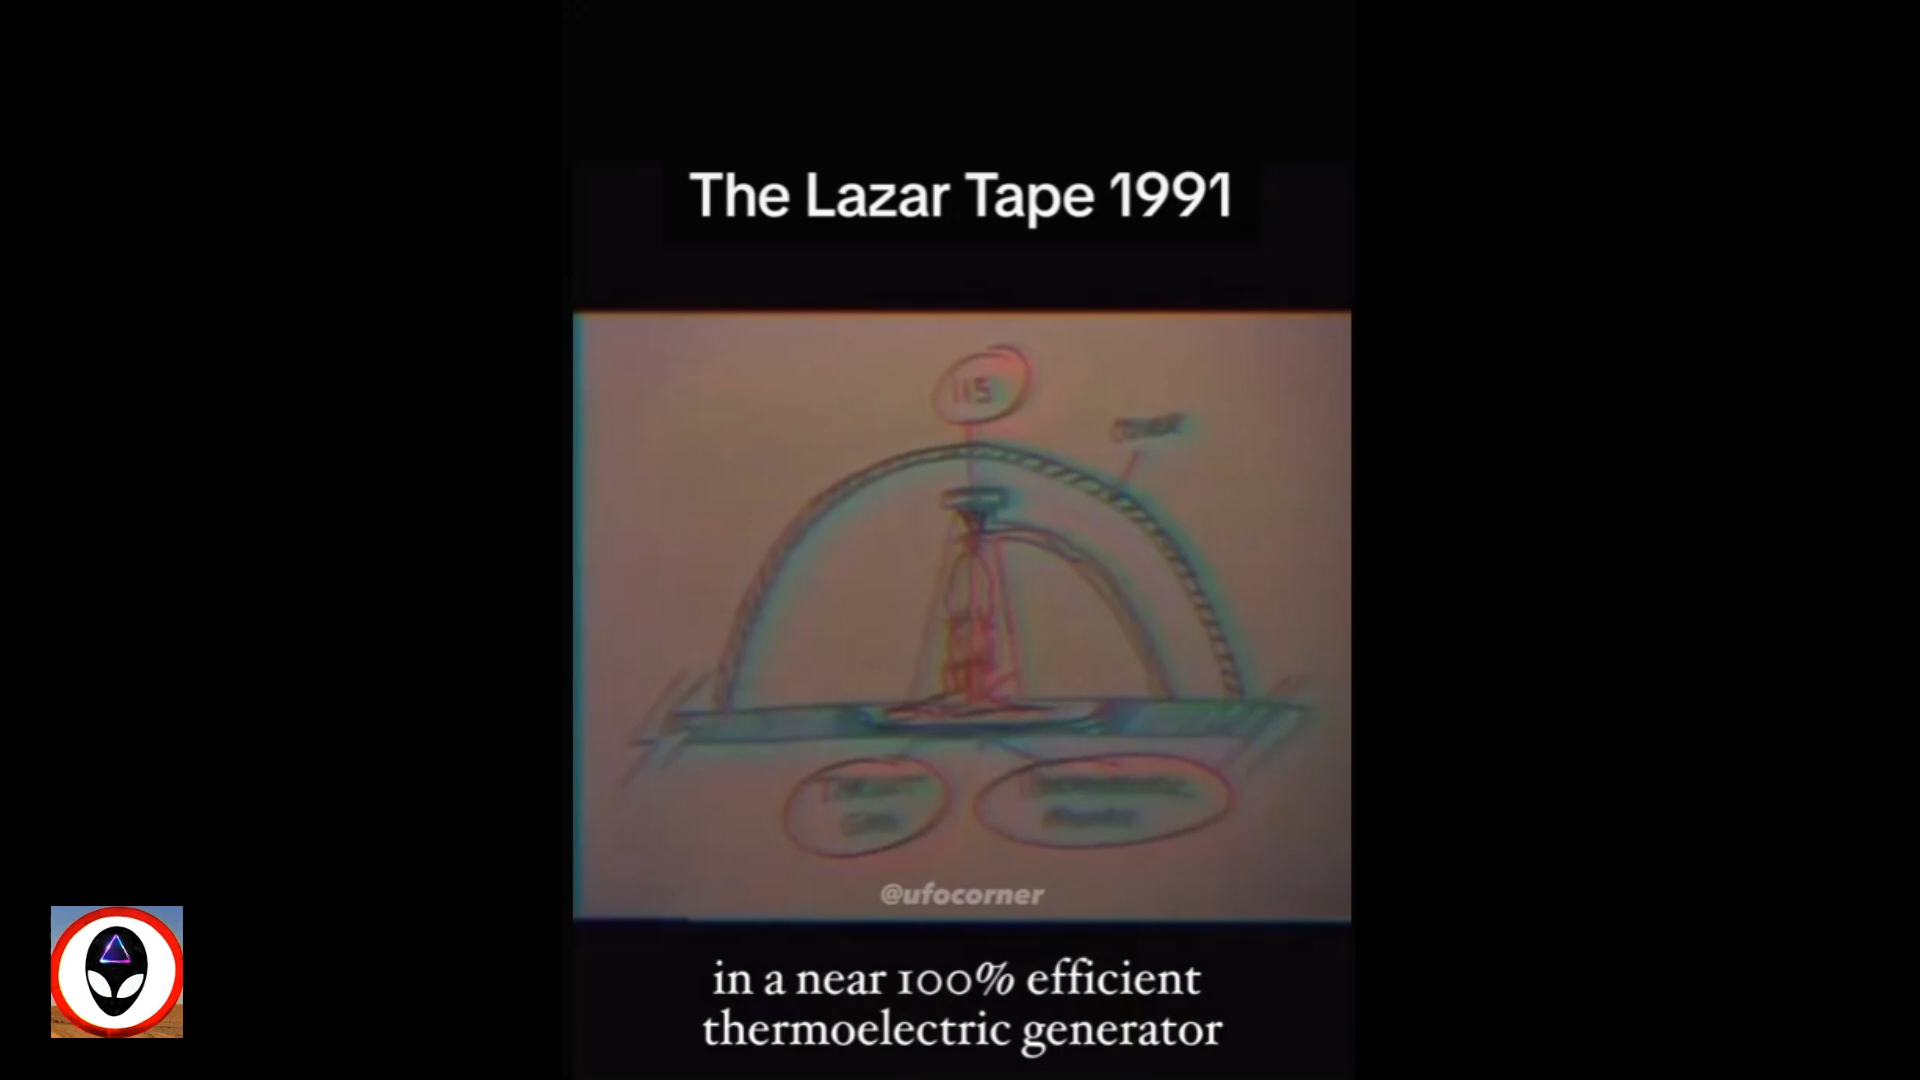 The Lazar Tape 1991
115
@ufocorner
in a near 100% efficient
thermoelectric generator